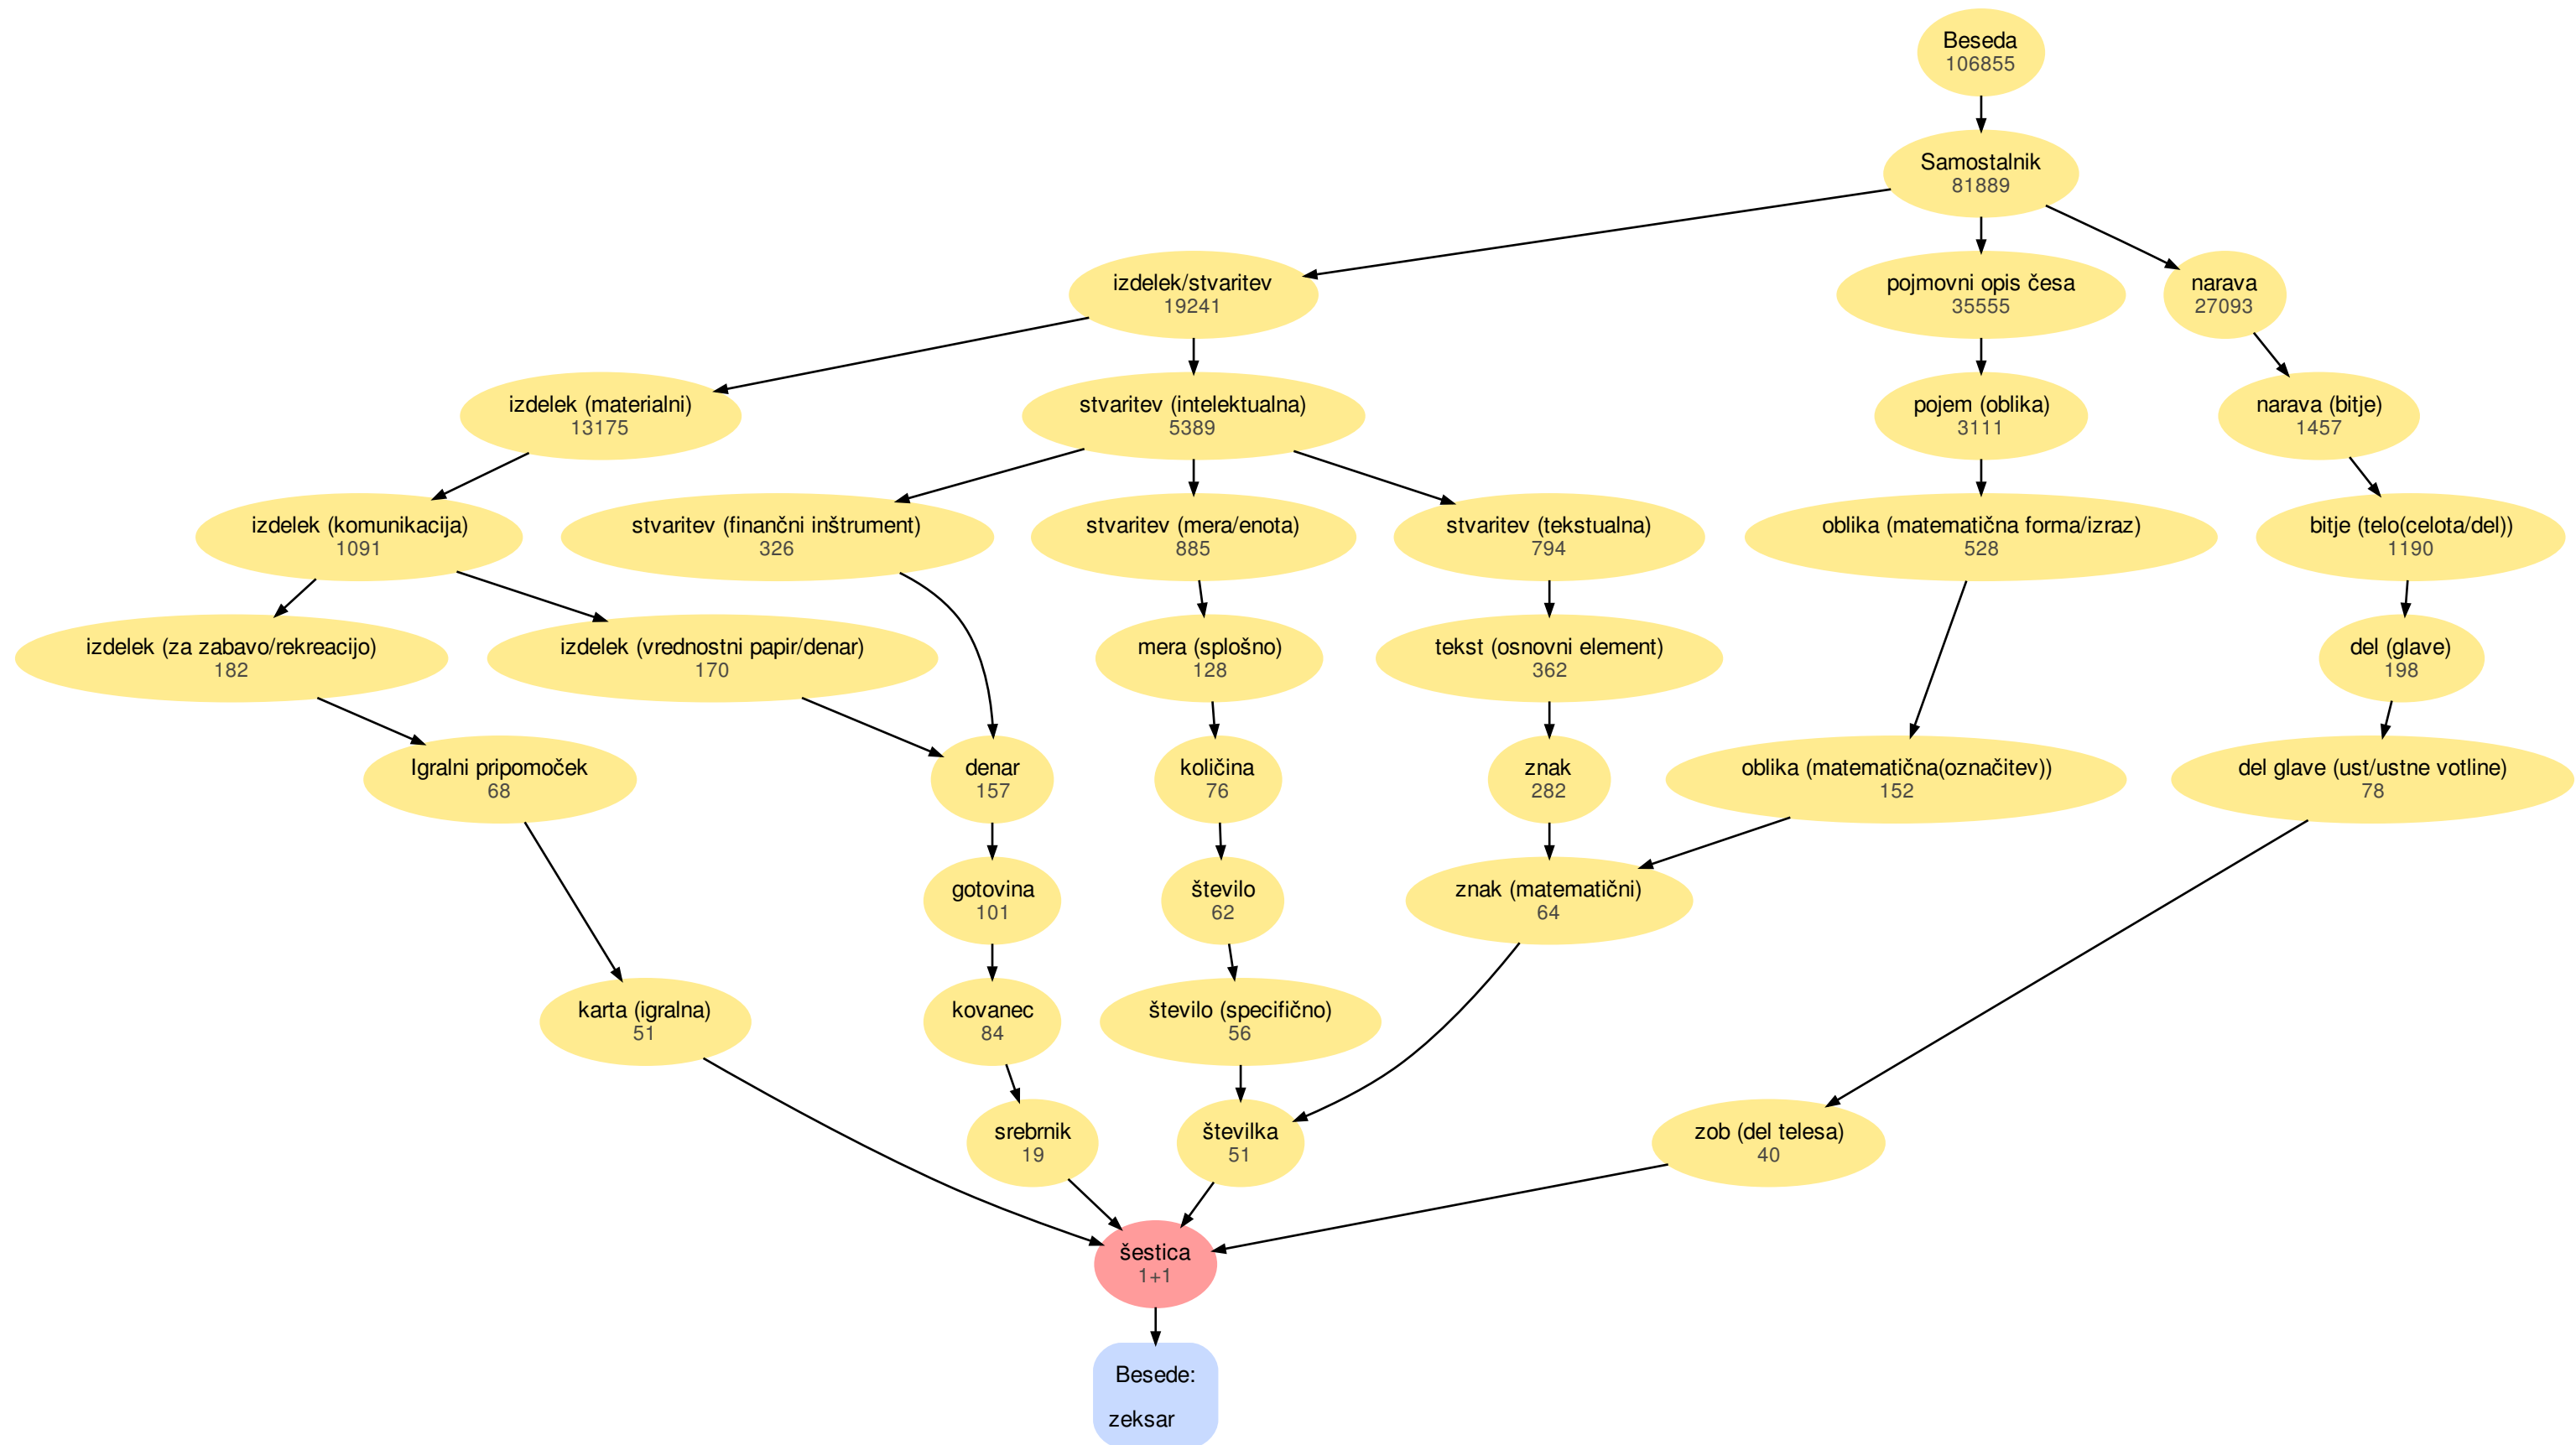 Beseda
106855
Samostalnik
81889
izdelek/stvaritev
19241
pojmovni opis česa
35555
narava
27093
izdelek (materialni)
13175
stvaritev (intelektualna)
5389
pojem (oblika)
3111
narava (bitje)
1457
izdelek (komunikacija)
1091
stvaritev (finančni inštrument)
326
stvaritev (mera/enota)
885
stvaritev (tekstualna)
794
oblika (matematična forma/izraz)
528
bitje (telo(celota/del))
1190
izdelek (za zabavo/rekreacijo)
182
izdelek (vrednostni papir/denar)
170
mera (splošno)
128
tekst (osnovni element)
362
del (glave)
198
Igralni pripomoček
68
denar
157
količina
76
znak
282
oblika (matematična(označitev))
152
del glave (ust/ustne votline)
78
gotovina
101
število
62
znak (matematični)
64
karta (igralna)
51
kovanec
84
število (specifično)
56
srebrnik
19
številka
51
zob (del telesa)
40
šestica
1+1
Besede:
zeksar